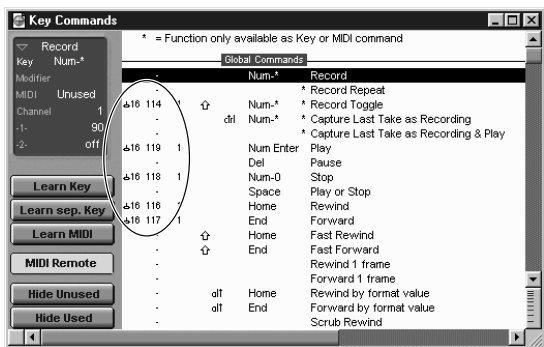 Key Commands
* = Function only available as Key or MIDI command
Global Commands
Record
Key Num-*
Modifier
MIDI Unused
Channel 1
-1- 90
-2- off
Learn Key
Learn sep. Key
Learn MIDI
MIDI Remote
Hide Unused
Hide Used
- Num-* Record
- * Record Repeat
16 114 1 Num-* * Record Toggle
- ctrl Num-* * Capture Last Take as Recording
- * Capture Last Take as Recording & Play
16 119 1 Num Enter Play
- Del Pause
16 118 1 Num-0 Stop
- Space Play or Stop
16 116 1 Home Rewind
16 117 1 End Forward
- Home Fast Rewind
- End Fast Forward
- Rewind 1 frame
- Forward 1 frame
- alt Home Rewind by format value
- alt End Forward by format value
- Scrub Rewind